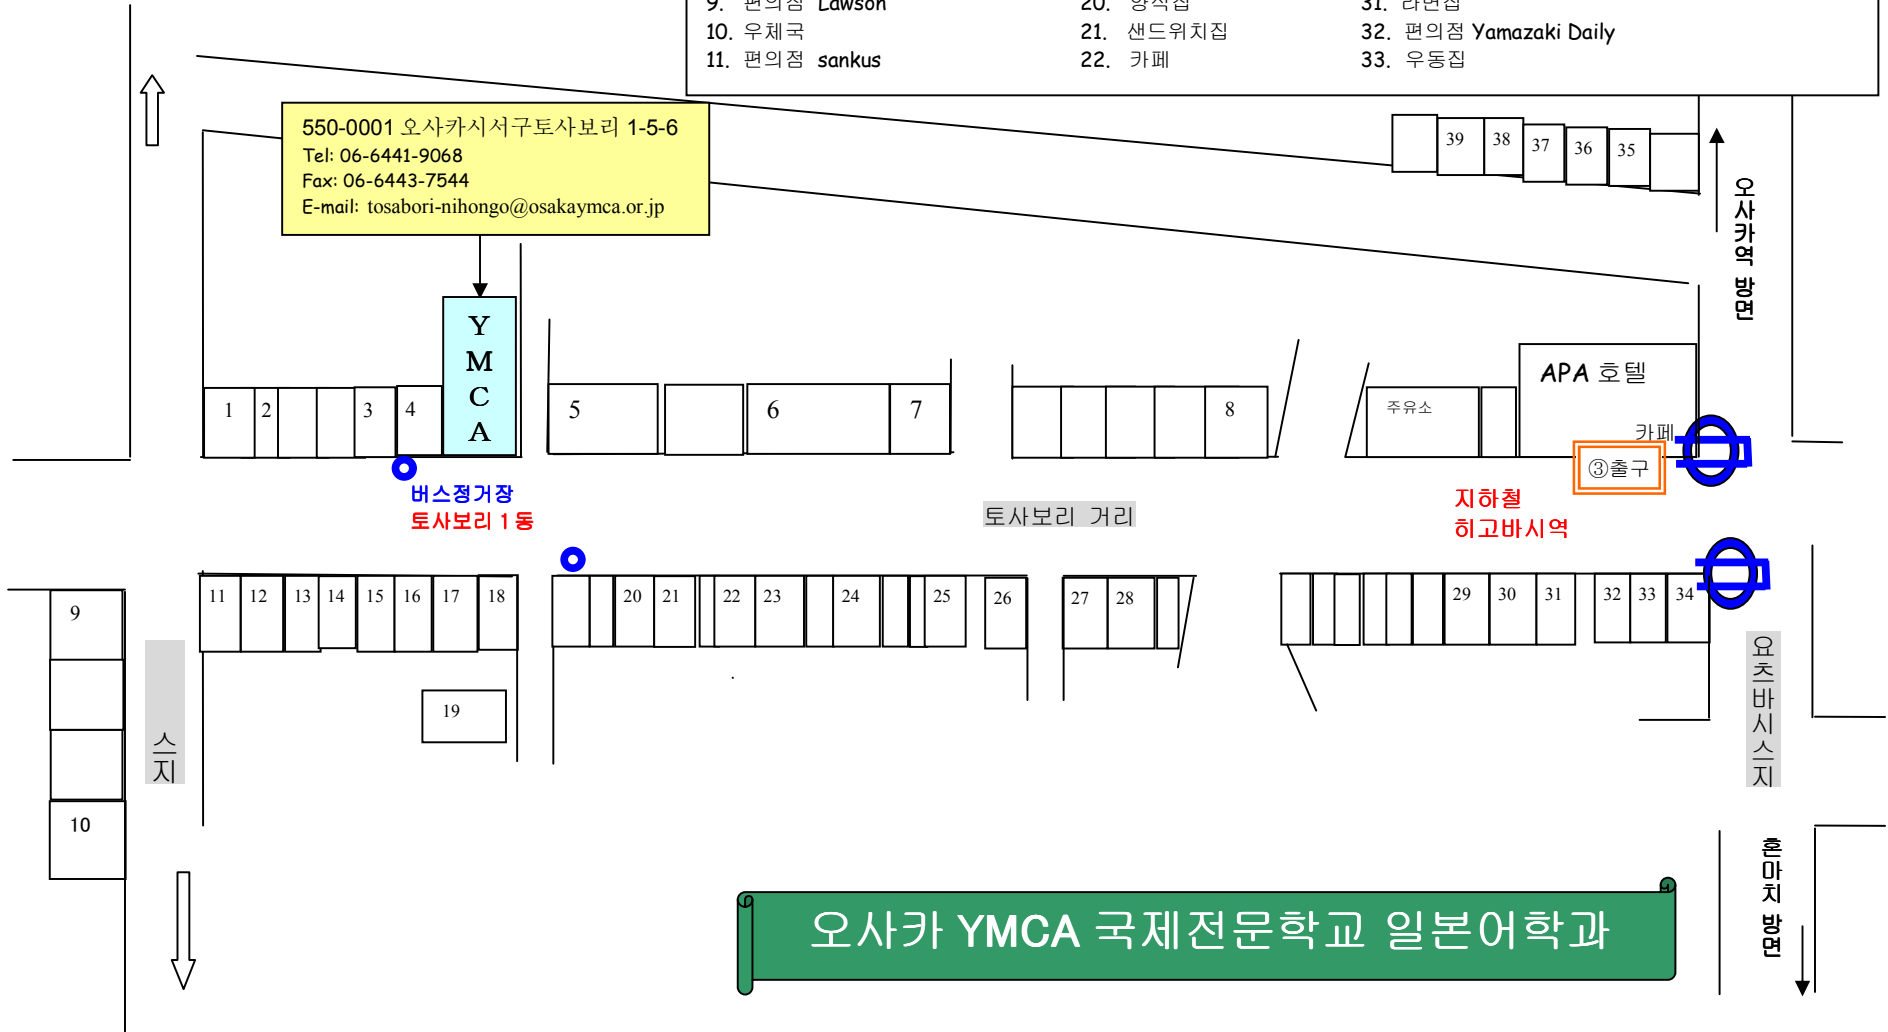 9. 편의점 Lawson
20. 양식집
31. 라면집
10. 우체국
21. 샌드위치집
32. 편의점 Yamazaki Daily
11. 편의점 sankus
22. 카페
33. 우동집
550-0001 오사카시서구토사보리 1-5-6
Tel: 06-6441-9068
Fax: 06-6443-7544
E-mail: tosabori-nihongo@osakaymca.or.jp
39
38
37
36
35
오사카역 방면
YMCA
APA 호텔
카페
주유소
1
2
3
4
5
6
7
8
③출구
버스정거장
토사보리 1동
토사보리 거리
지하철
히고바시역
9
10
11
12
13
14
15
16
17
18
19
20
21
22
23
24
25
26
27
28
29
30
31
32
33
34
스지
요츠바시스지
혼마치 방면
오사카 YMCA 국제전문학교 일본어학과